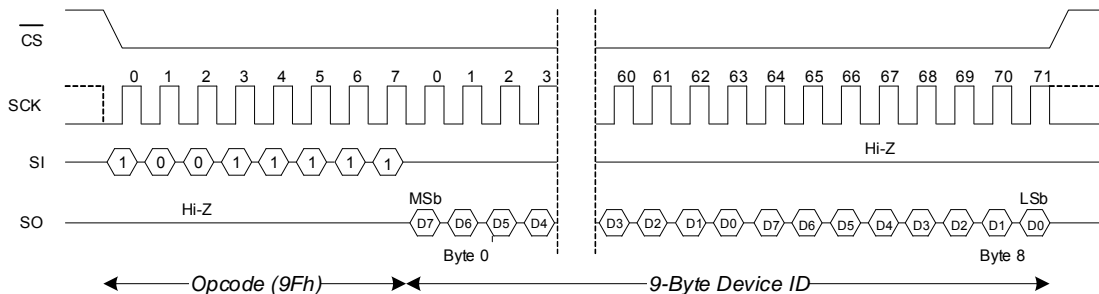 CS
0 1 2 3 4 5 6 7 0 1 2 3 60 61 62 63 64 65 66 67 68 69 70 71
SCK
Hi-Z
SI 1 0 0 1 1 1 1 1
MSb LSb
Hi-Z
SO D7 D6 D5 D4 D3 D2 D1 D0 D7 D6 D5 D4 D3 D2 D1 D0
Byte 0 Byte 8
Opcode (9Fh) 9-Byte Device ID